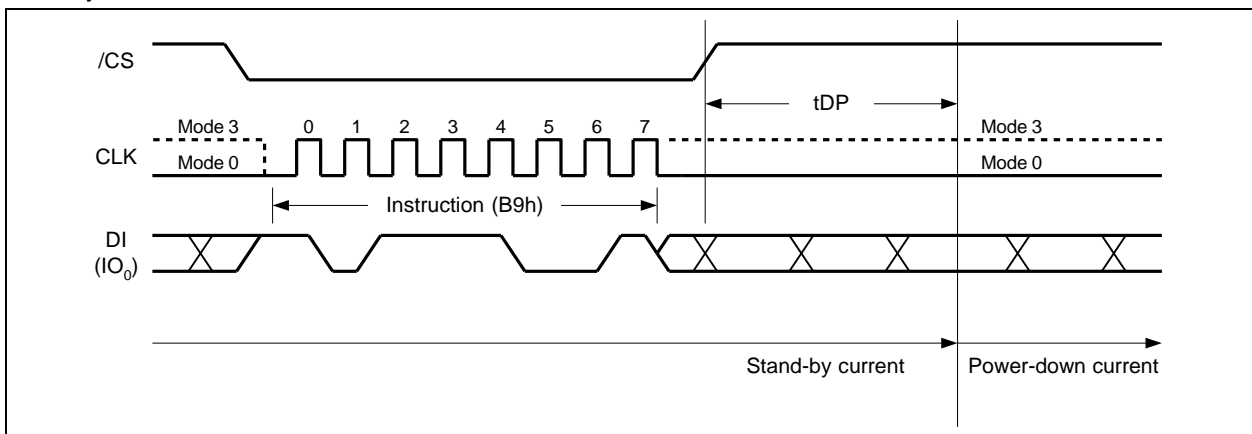 /CS
tDP
Mode 3 0 1 2 3 4 5 6 7 Mode 3
CLK
Mode 0 Mode 0
Instruction (B9h)
DI
(IO0)
Stand-by current Power-down current